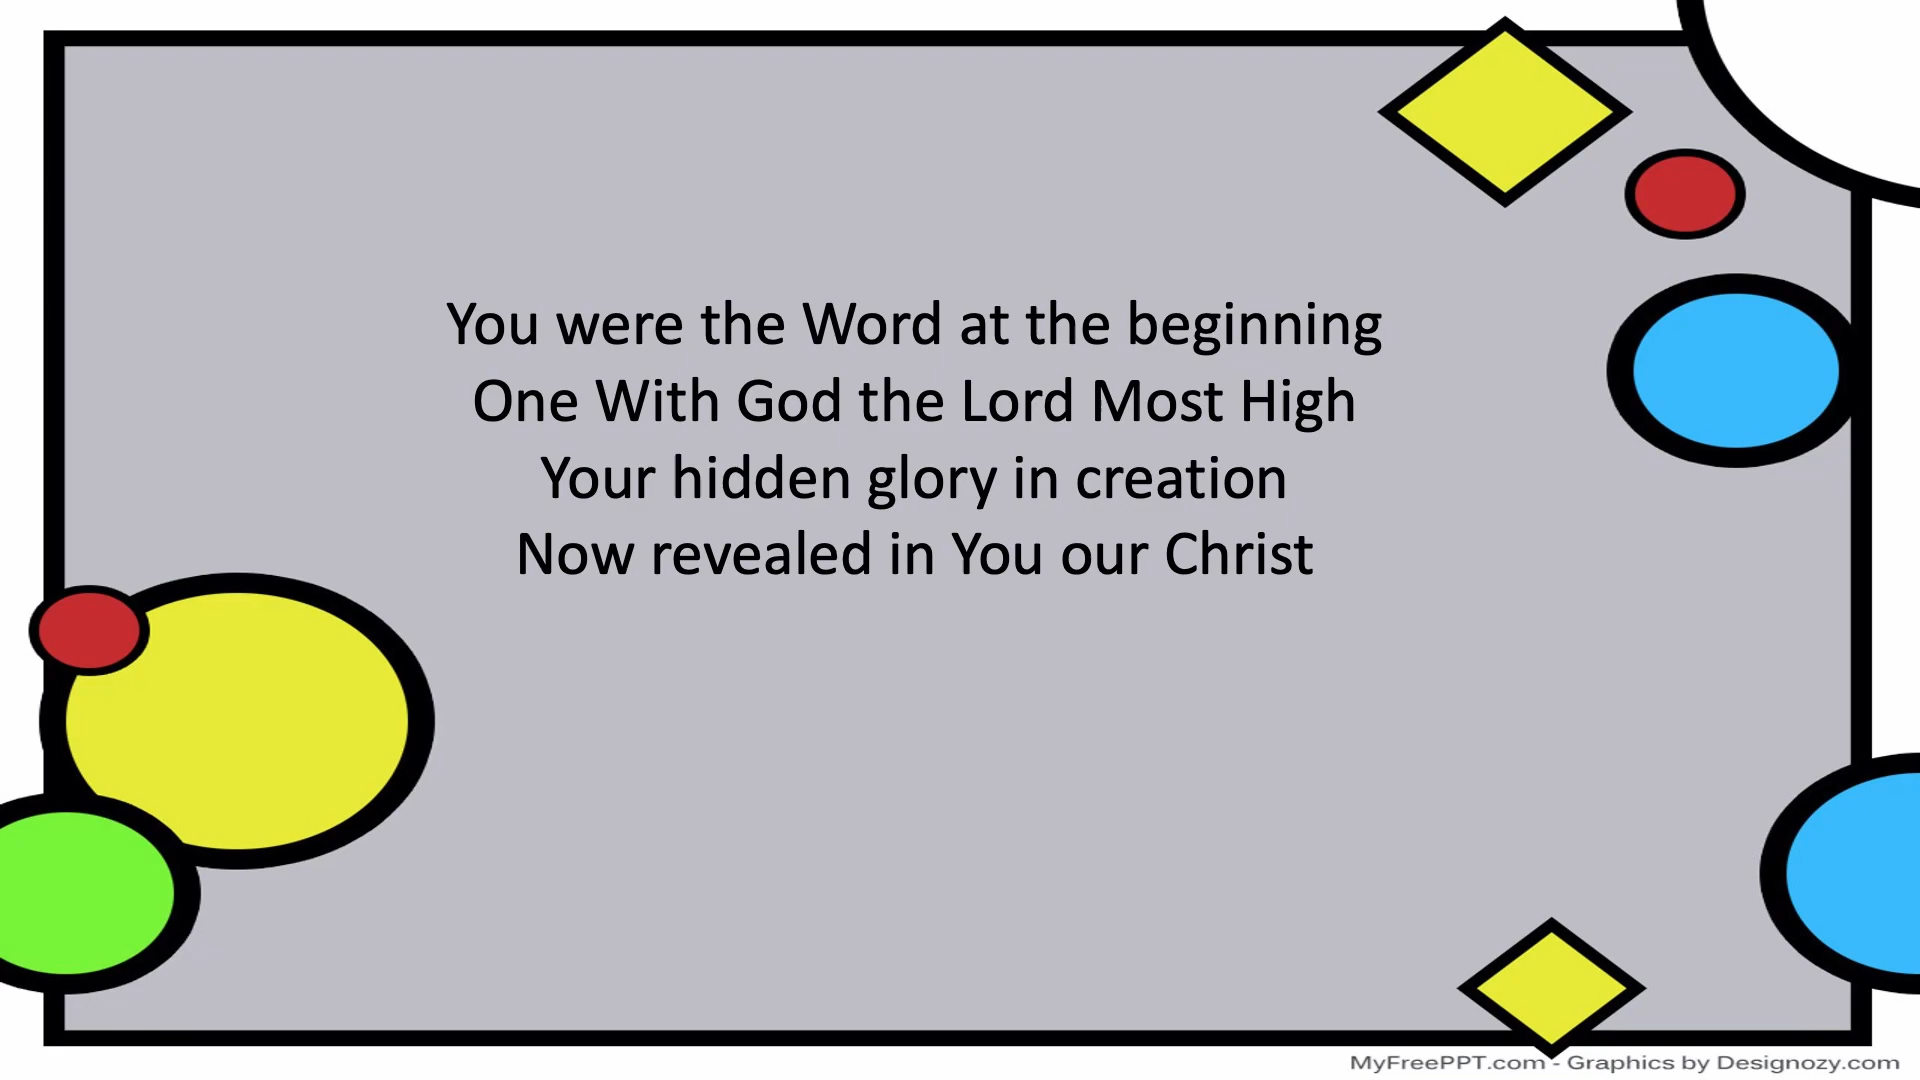 You were the Word at the beginning
One With God the Lord Most High
Your hidden glory in creation
Now revealed in You our Christ
MyFreePPT.com - Graphics by Designozy.com